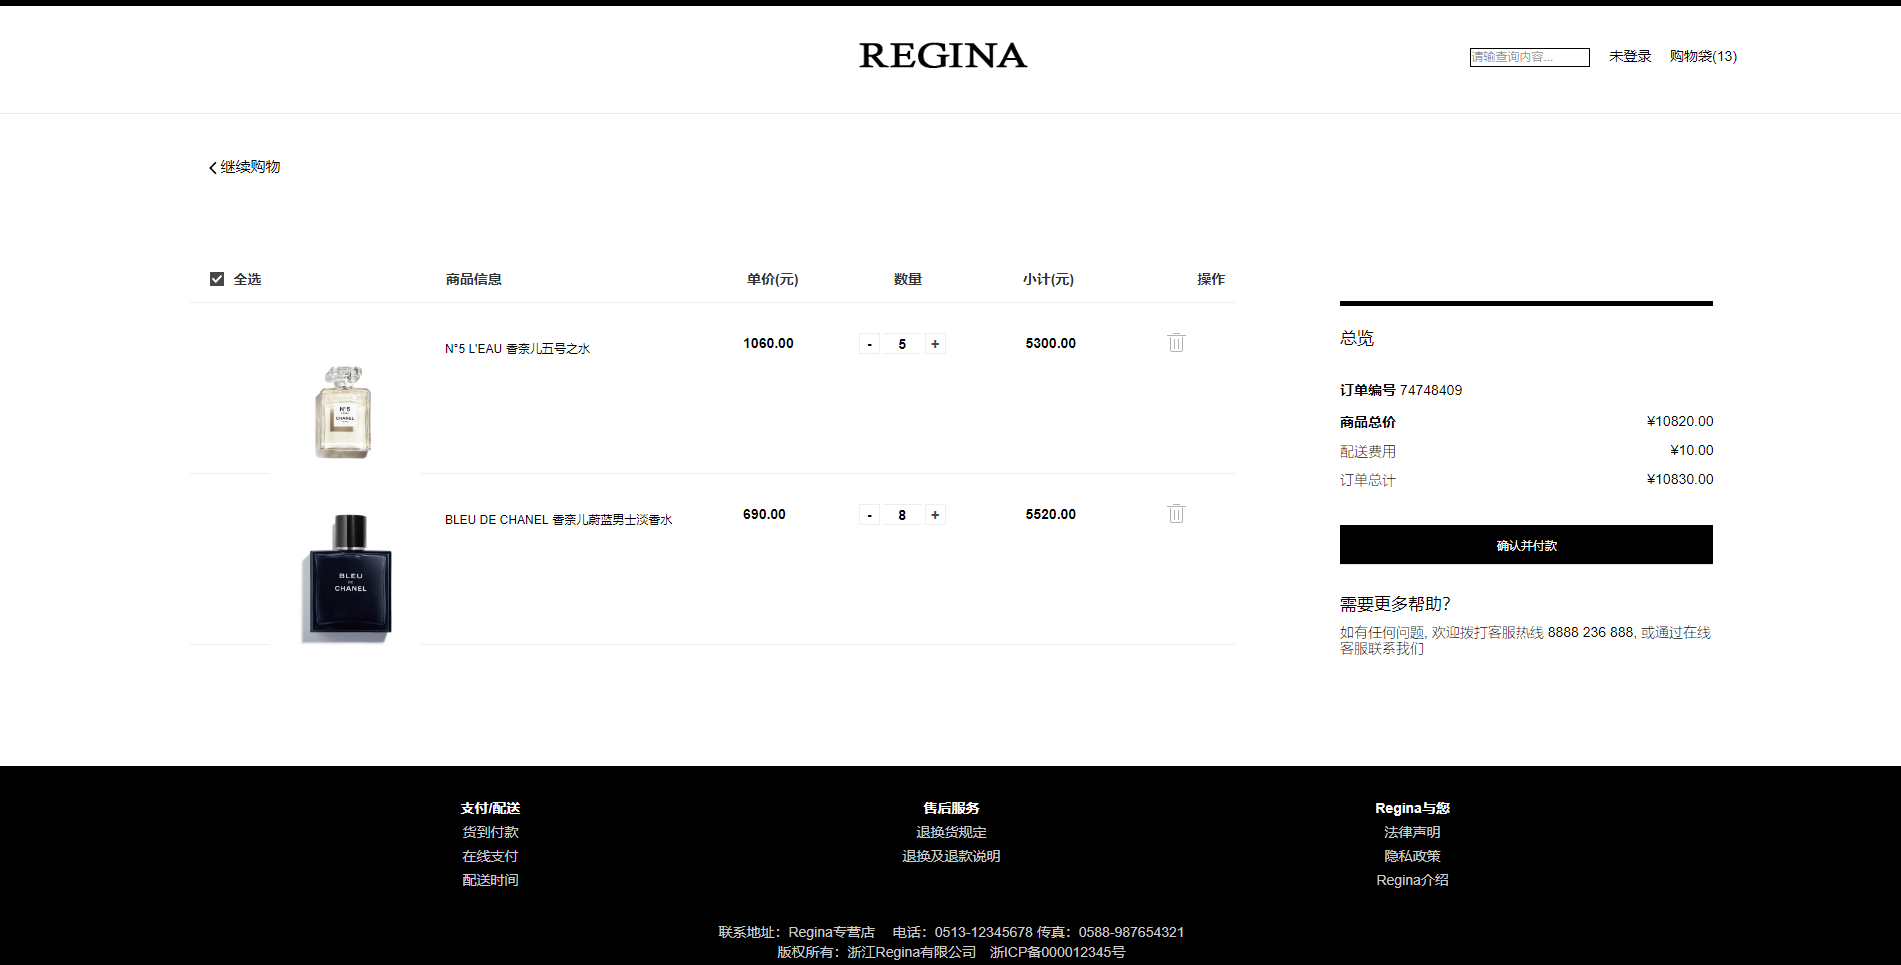 REGINA
请输查询内容...
未登录 购物袋(13)
继续购物
全选 商品信息 单价(元) 数量 小计(元) 操作
N°5 L'EAU 香奈儿五号之水 1060.00 - 5 + 5300.00
N°5
CHANEL
BLEU DE CHANEL 香奈儿蔚蓝男士淡香水 690.00 - 8 + 5520.00
BLEU
DE
CHANEL
总览
订单编号 74748409
商品总价 ¥10820.00
配送费用 ¥10.00
订单总计 ¥10830.00
确认并付款
需要更多帮助?
如有任何问题, 欢迎拨打客服热线 8888 236 888, 或通过在线
客服联系我们
支付/配送 售后服务 Regina与您
货到付款 退换货规定 法律声明
在线支付 退换及退款说明 隐私政策
配送时间 Regina介绍
联系地址：Regina专营店 电话：0513-12345678 传真：0588-987654321
版权所有：浙江Regina有限公司 浙ICP备000012345号